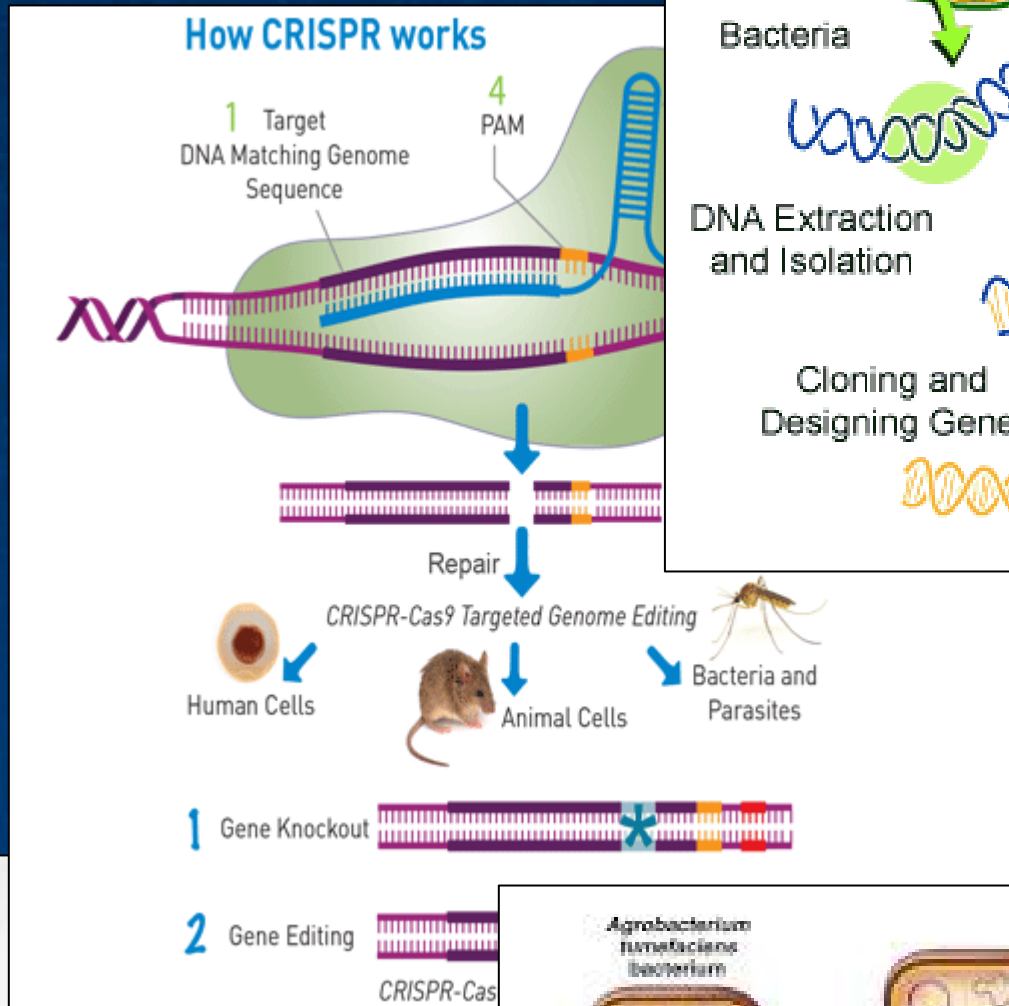 How CRISPR works
1 Target
DNA Matching Genome
Sequence
4
PAM
Repair
CRISPR-Cas9 Targeted Genome Editing
Human Cells
Animal Cells
Bacteria and
Parasites
1 Gene Knockout
2 Gene Editing
CRISPR-Cas
Bacteria
DNA Extraction
and Isolation
Cloning and
Designing Gene
Agrobacterium
tumefaciens
bacterium